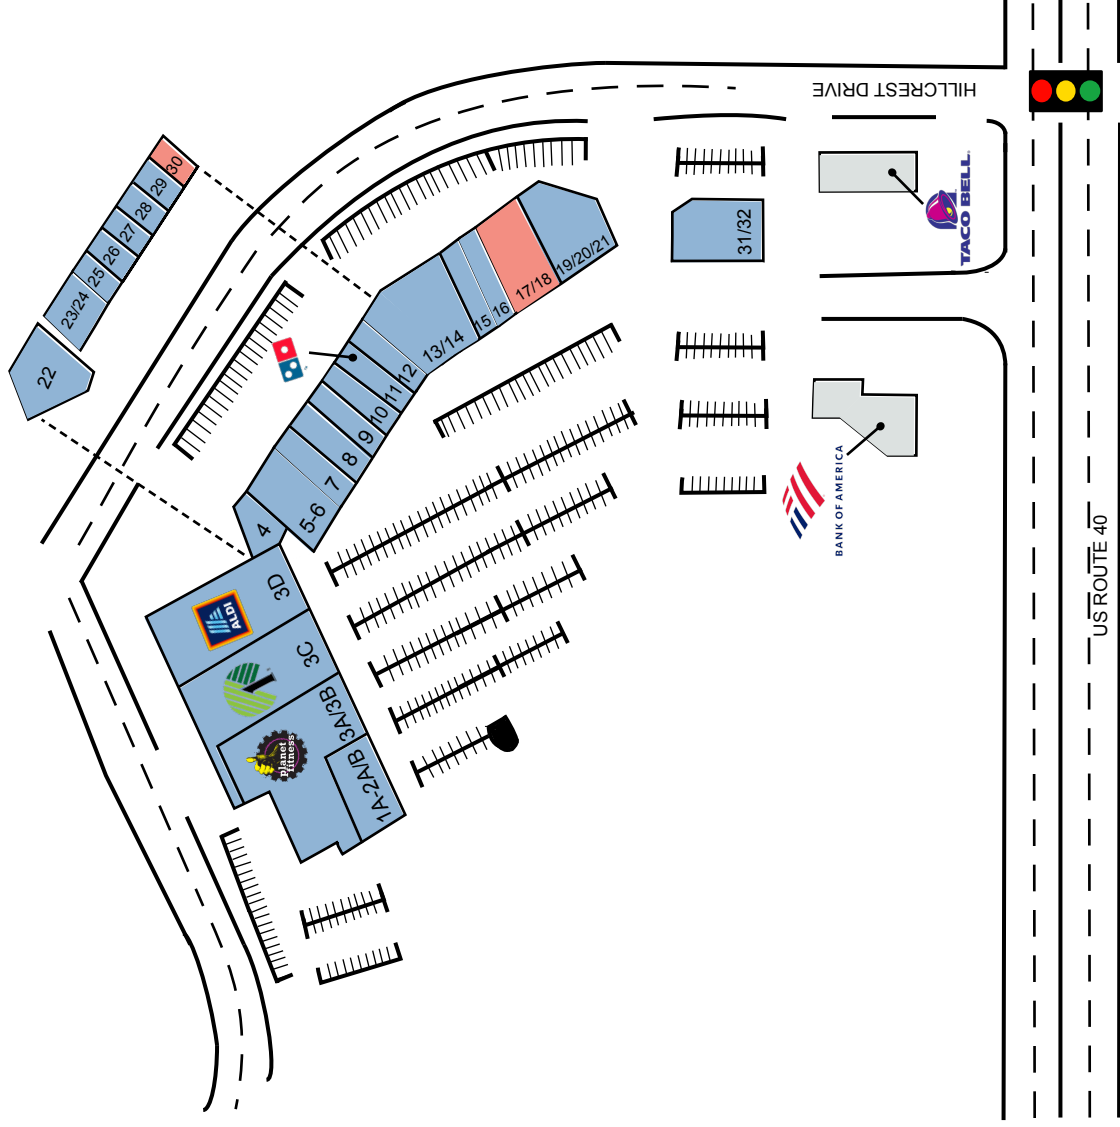 HILLCREST DRIVE
30
29
28
27
26
25
23/24
22
TACO BELL
31/32
19/20/21
17/18
16
15
13/14
12
11
10
9
8
7
5-6
4
3D
ALDI
3C
3A/3B
planet
fitness
1A-2A/B
BANK OF AMERICA
US ROUTE 40